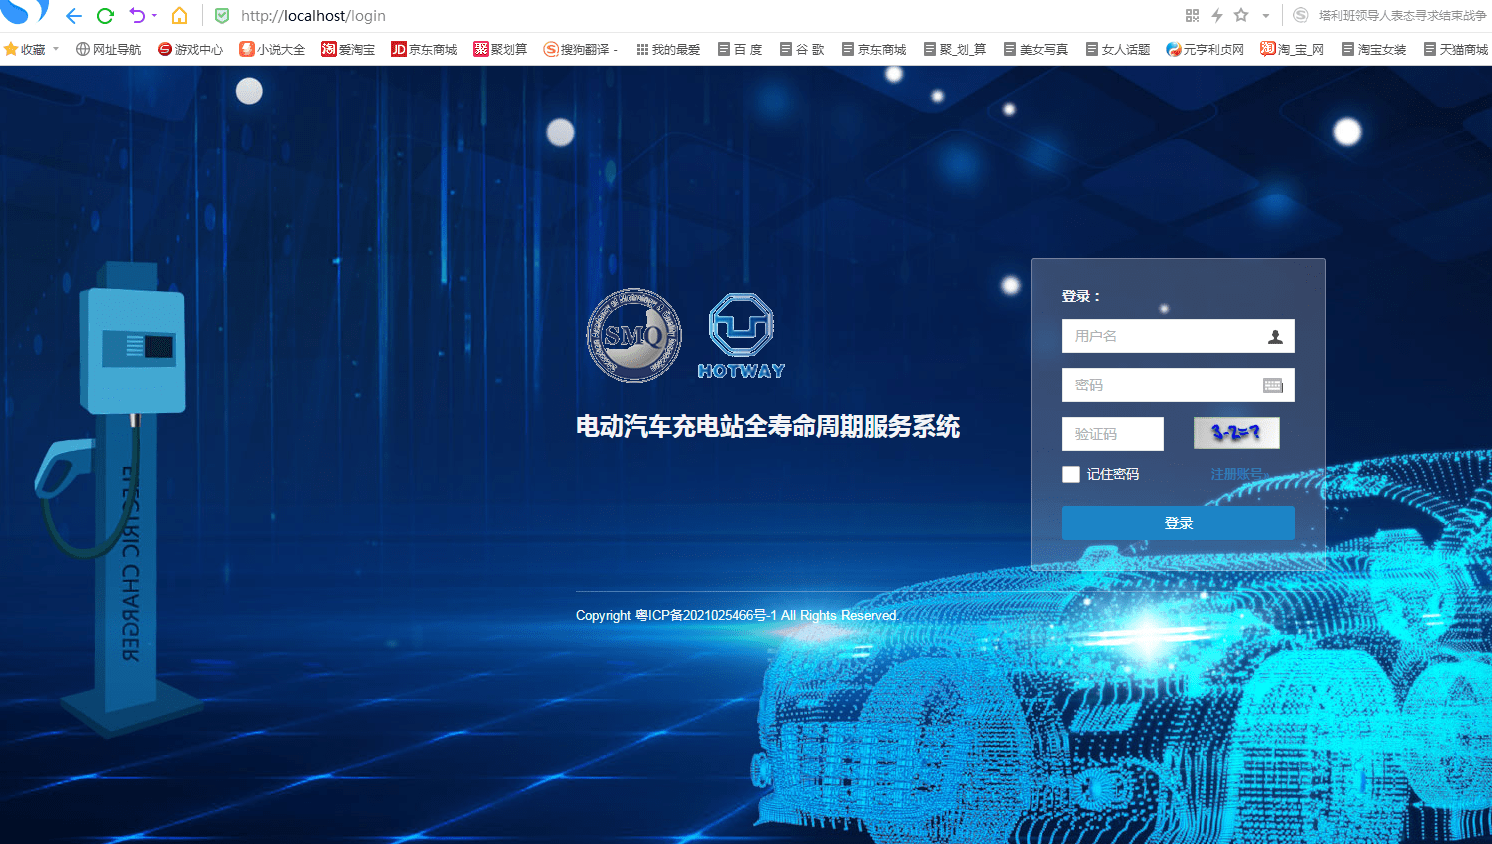 http://localhost/login
塔利班领导人表态寻求结束战争
收藏 网址导航 游戏中心 小说大全 爱淘宝 京东商城 聚划算 搜狗翻译 - 我的最爱 百 度 谷 歌 京东商城 聚_划_算 美女写真 女人话题 元亨利贞网 淘_宝_网 淘宝女装 天猫商城
登录：
用户名
密码
验证码
3-2=?
记住密码
注册账号»
登录
SMQ
HOTWAY
电动汽车充电站全寿命周期服务系统
ELECTRIC CHARGER
Copyright 粤ICP备2021025466号-1 All Rights Reserved.